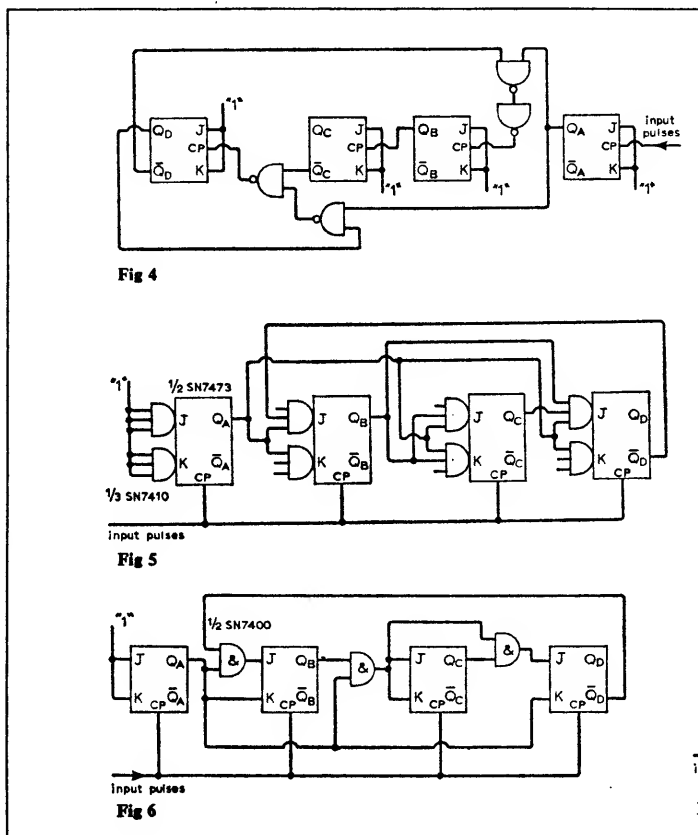 Q_D J "1"
CP
Q̄_D K
Q_C J
CP
Q̄_C K
"1"
Q_B J
CP
Q̄_B K
"1"
Q_A J
CP
Q̄_A K
"1"
input
pulses
Fig 4
"1"
1/2 SN7473
J Q_A
K Q̄_A
CP
1/3 SN7410
J Q_B
K Q̄_B
CP
J Q_C
K Q̄_C
CP
J Q_D
K Q̄_D
CP
input pulses
Fig 5
"1"
1/2 SN7400
J Q_A
K CP Q̄_A
&
J Q_B
K CP Q̄_B
&
J Q_C
K CP Q̄_C
&
J Q_D
K CP Q̄_D
input pulses
Fig 6